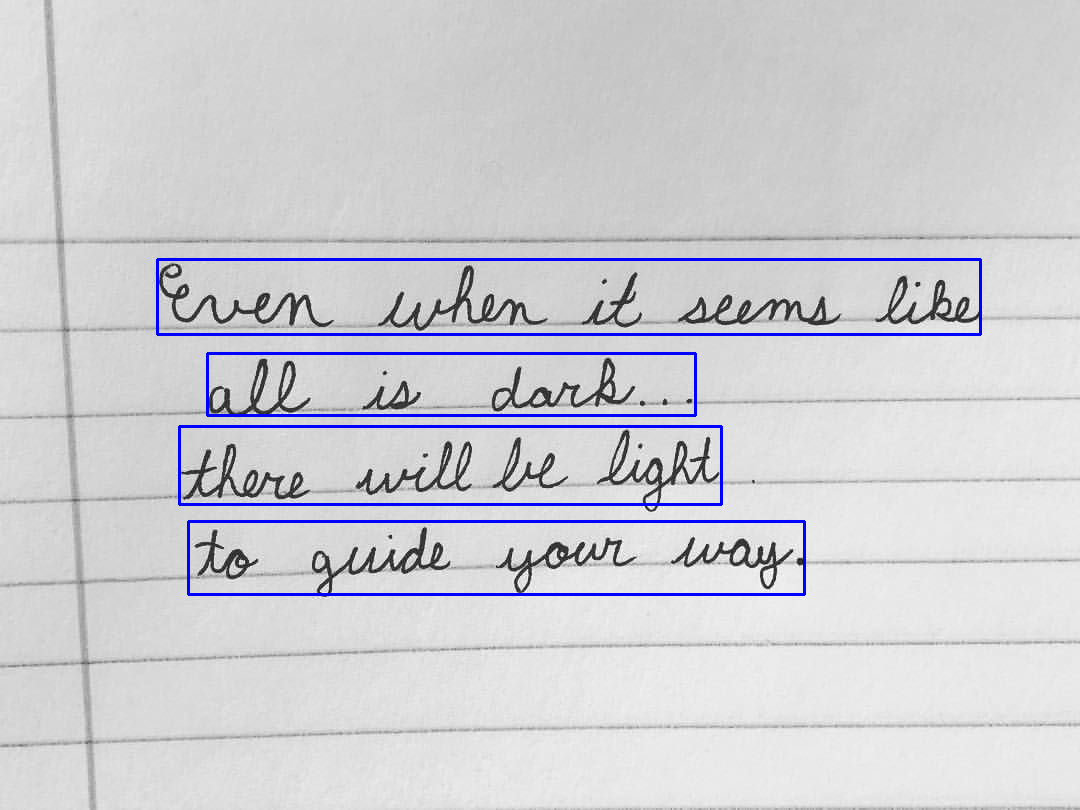 Even when it seems like
all is dark...
there will be light
to guide your way.